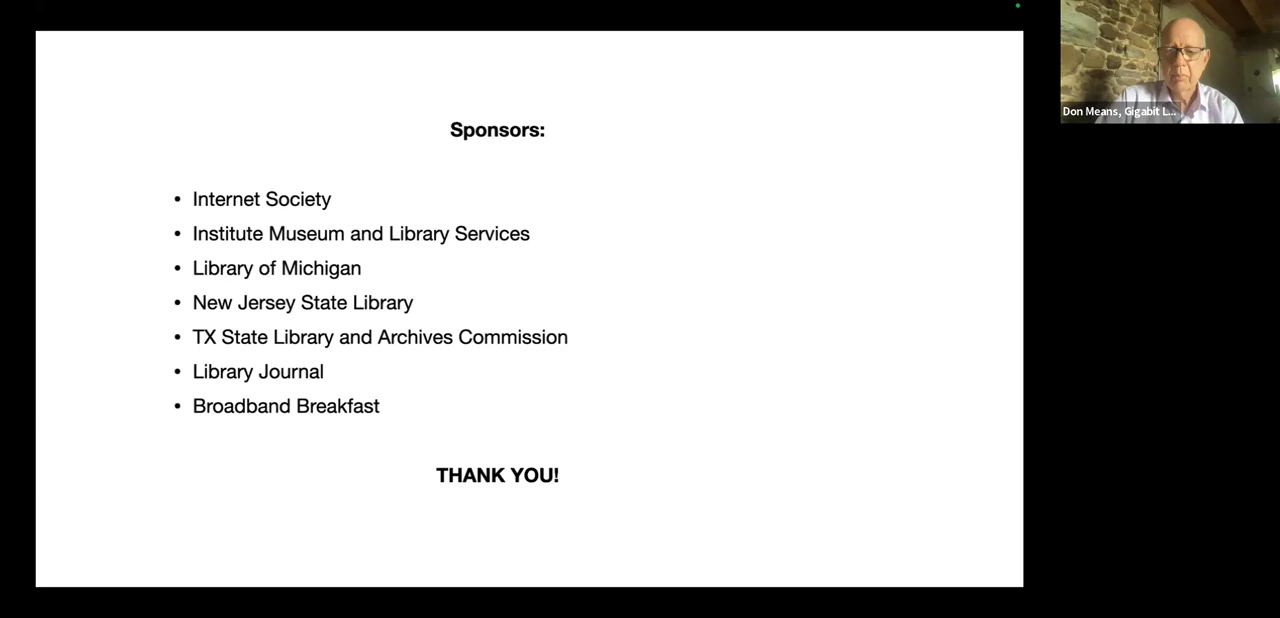 Sponsors:
• Internet Society
• Institute Museum and Library Services
• Library of Michigan
• New Jersey State Library
• TX State Library and Archives Commission
• Library Journal
• Broadband Breakfast
THANK YOU!
Don Means, Gigabit L...